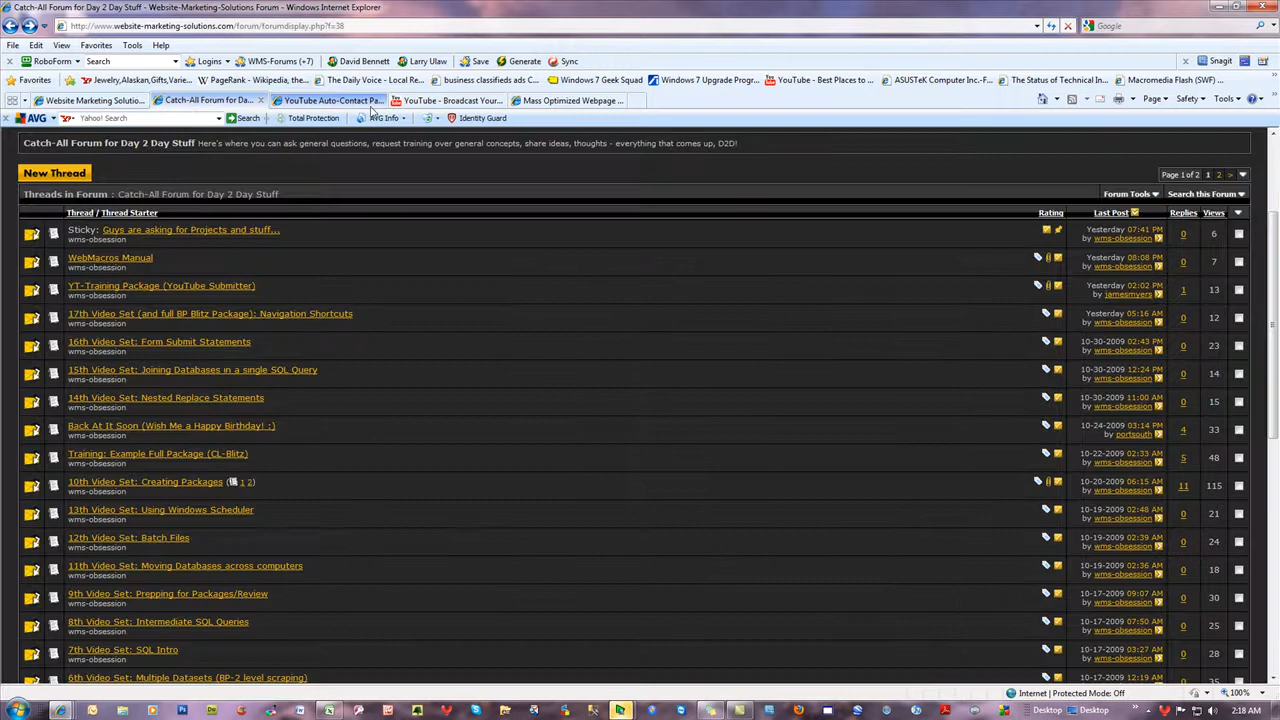 Catch-All Forum for Day 2 Day Stuff - Website-Marketing-Solutions Forum - Windows Internet Explorer
http://www.website-marketing-solutions.com/forum/forumdisplay.php?f=38
Google
File Edit View Favorites Tools Help
RoboForm Search Logins WMS-Forums (+7) David Bennett Larry Ulaw Save Generate Sync Snagit
Favorites Jewelry,Alaskan,Gifts,Varie... PageRank - Wikipedia, the... The Daily Voice - Local Re... business classifieds ads C... Windows 7 Geek Squad Windows 7 Upgrade Progr... YouTube - Best Places to ... ASUSTeK Computer Inc.-F... The Status of Technical In... Macromedia Flash (SWF) ...
Website Marketing Solutio... Catch-All Forum for Da... YouTube Auto-Contact Pa... YouTube - Broadcast Your... Mass Optimized Webpage ... Page Safety Tools
AVG Yahoo! Search Search Total Protection AVG Info Identity Guard
Catch-All Forum for Day 2 Day Stuff Here's where you can ask general questions, request training over general concepts, share ideas, thoughts - everything that comes up, D2D!
New Thread Page 1 of 2 1 2 >
Threads in Forum : Catch-All Forum for Day 2 Day Stuff Forum Tools Search this Forum
Thread / Thread Starter Rating Last Post Replies Views
Sticky: Guys are asking for Projects and stuff... Yesterday 07:41 PM 0 6
wms-obsession by wms-obsession
WebMacros Manual Yesterday 08:08 PM 0 7
wms-obsession by wms-obsession
YT-Training Package (YouTube Submitter) Yesterday 02:02 PM 1 13
wms-obsession by jamesmyers
17th Video Set (and full BP Blitz Package): Navigation Shortcuts Yesterday 05:16 AM 0 12
wms-obsession by wms-obsession
16th Video Set: Form Submit Statements 10-30-2009 02:43 PM 0 23
wms-obsession by wms-obsession
15th Video Set: Joining Databases in a single SQL Query 10-30-2009 12:24 PM 0 14
wms-obsession by wms-obsession
14th Video Set: Nested Replace Statements 10-30-2009 11:00 AM 0 15
wms-obsession by wms-obsession
Back At It Soon (Wish Me a Happy Birthday! :) 10-24-2009 03:14 PM 4 33
wms-obsession by portsouth
Training: Example Full Package (CL-Blitz) 10-22-2009 02:33 AM 5 48
wms-obsession by wms-obsession
10th Video Set: Creating Packages ( 1 2) 10-20-2009 06:15 AM 11 115
wms-obsession by wms-obsession
13th Video Set: Using Windows Scheduler 10-19-2009 02:48 AM 0 21
wms-obsession by wms-obsession
12th Video Set: Batch Files 10-19-2009 02:39 AM 0 24
wms-obsession by wms-obsession
11th Video Set: Moving Databases across computers 10-19-2009 02:36 AM 0 18
wms-obsession by wms-obsession
9th Video Set: Prepping for Packages/Review 10-17-2009 09:07 AM 0 30
wms-obsession by wms-obsession
8th Video Set: Intermediate SQL Queries 10-17-2009 07:50 AM 0 25
wms-obsession by wms-obsession
7th Video Set: SQL Intro 10-17-2009 03:27 AM 0 28
wms-obsession by wms-obsession
6th Video Set: Multiple Datasets (BP-2 level scraping) 10-17-2009 12:19 AM
Internet | Protected Mode: Off 100%
Desktop Desktop 2:18 AM